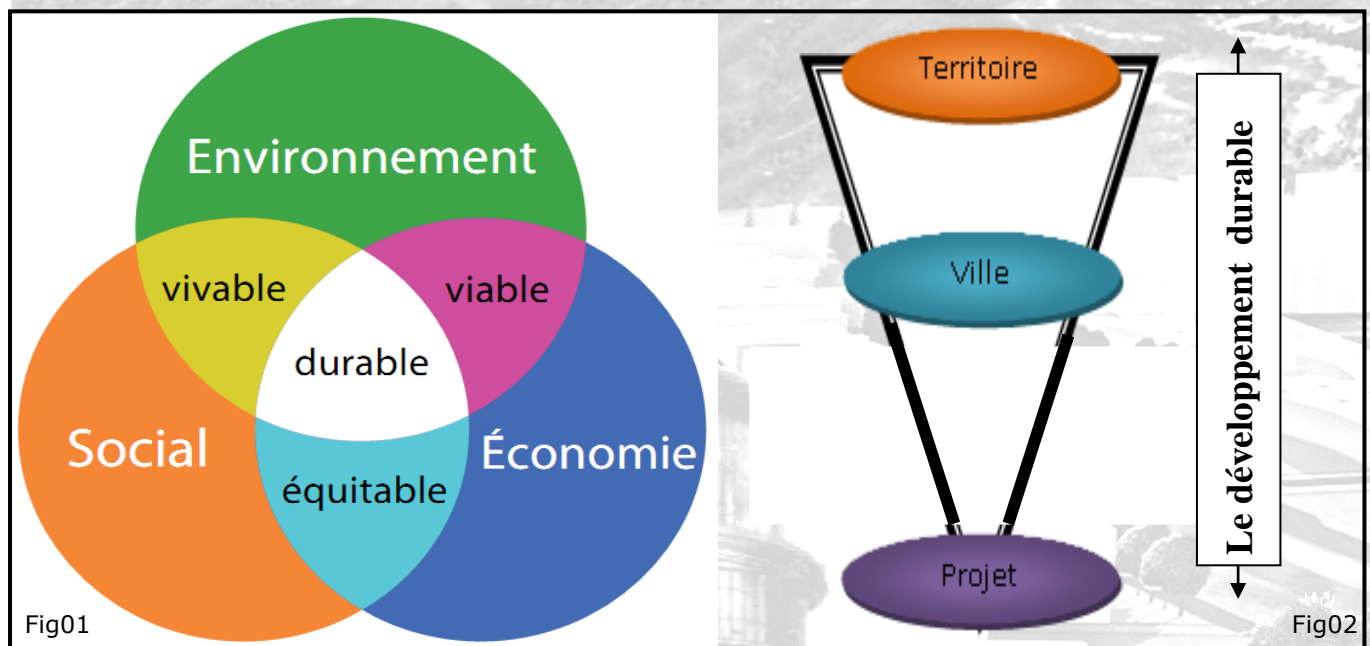 Environnement
vivable
viable
durable
Social
Économie
équitable
Fig01
Territoire
Ville
Projet
Le développement durable
Fig02